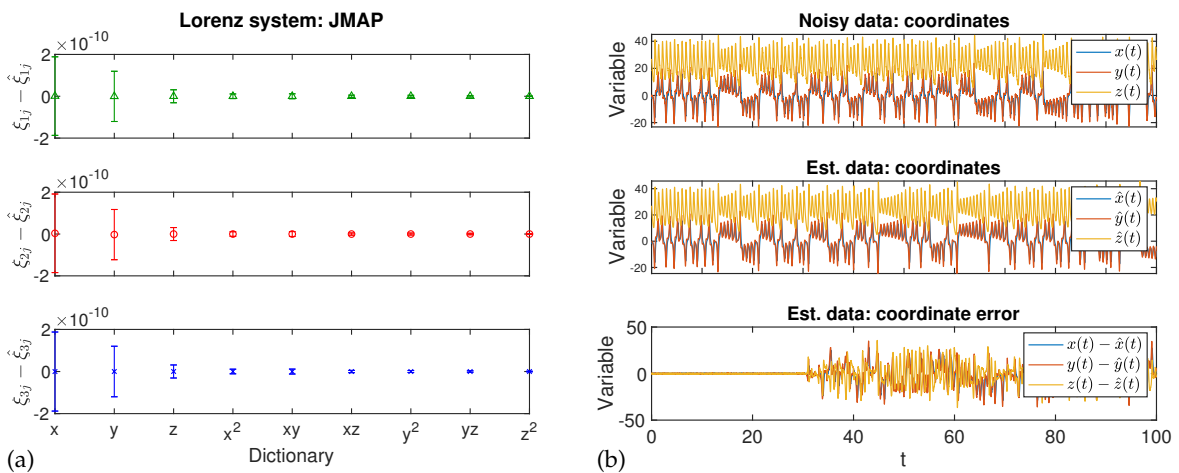 Lorenz system: JMAP
×10⁻¹⁰
2
0
-2
ξ₁ⱼ − ξ̂₁ⱼ
×10⁻¹⁰
2
0
-2
ξ₂ⱼ − ξ̂₂ⱼ
×10⁻¹⁰
2
0
-2
ξ₃ⱼ − ξ̂₃ⱼ
x y z x² xy xz y² yz z²
Dictionary
(a)
Noisy data: coordinates
40
20
0
-20
Variable
x(t)
y(t)
z(t)
Est. data: coordinates
40
20
0
-20
Variable
x̂(t)
ŷ(t)
ẑ(t)
Est. data: coordinate error
50
0
-50
Variable
x(t) − x̂(t)
y(t) − ŷ(t)
z(t) − ẑ(t)
0 20 40 60 80 100
t
(b)